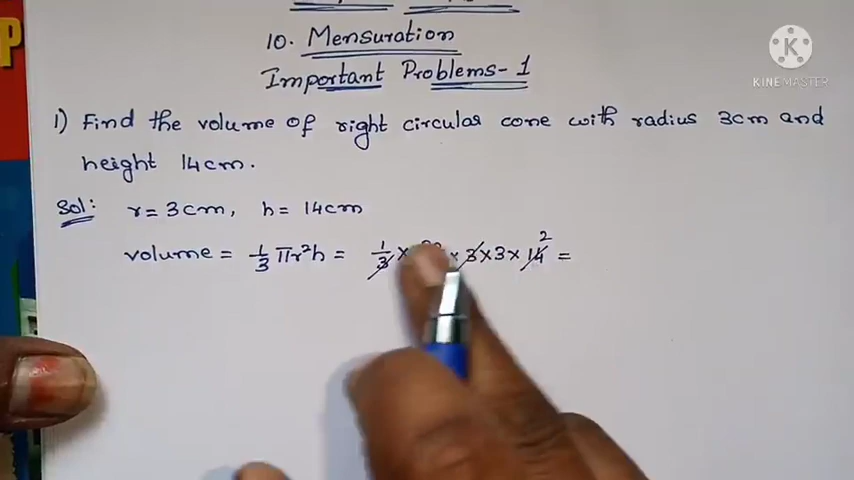 10. Mensuration
Important Problems-1
1) Find the volume of right circular cone with radius 3cm and
height 14cm.
Sol: r = 3cm, h = 14cm
volume = 1/3 πr²h = 1/3 × × 3 × 3 × 14 2 =
KINEMASTER